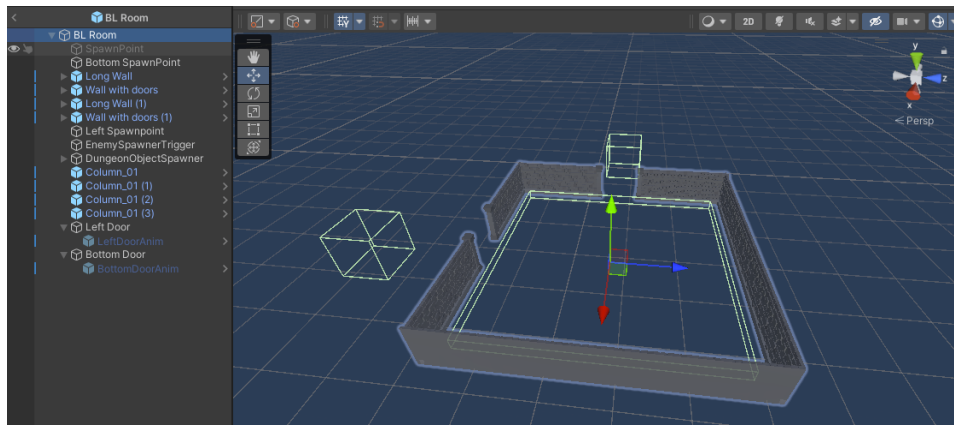 BL Room
2D
BL Room
SpawnPoint
Bottom SpawnPoint
Long Wall
Wall with doors
Long Wall (1)
Wall with doors (1)
Left Spawnpoint
EnemySpawnerTrigger
DungeonObjectSpawner
Column_01
Column_01 (1)
Column_01 (2)
Column_01 (3)
Left Door
LeftDoorAnim
Bottom Door
BottomDoorAnim
y
z
x
Persp